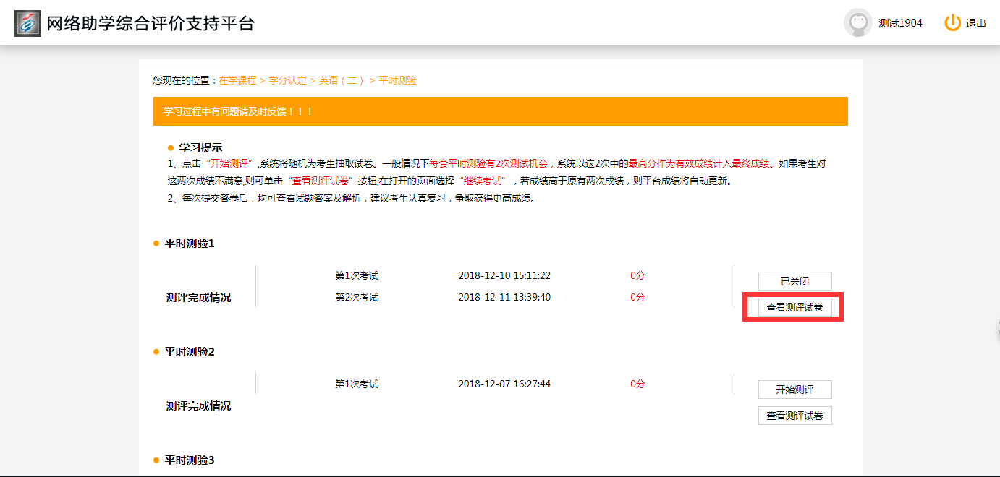 网络助学综合评价支持平台
测试1904 退出
您现在的位置：在学课程 > 学分认定 > 英语（二） > 平时测验
学习过程中有问题请及时反馈！！！
学习提示
1、点击“开始测评”,系统将随机为考生抽取试卷。一般情况下每套平时测验有2次测试机会，系统以这2次中的最高分作为有效成绩计入最终成绩。如果考生对
这两次成绩不满意,则可单击“查看测评试卷”按钮,在打开的页面选择“继续考试”，若成绩高于原有两次成绩，则平台成绩将自动更新。
2、每次提交答卷后，均可查看试题答案及解析，建议考生认真复习，争取获得更高成绩。
平时测验1
第1次考试 2018-12-10 15:11:22 0分
已关闭
测评完成情况 第2次考试 2018-12-11 13:39:40 0分
查看测评试卷
平时测验2
第1次考试 2018-12-07 16:27:44 0分
开始测评
测评完成情况
查看测评试卷
平时测验3